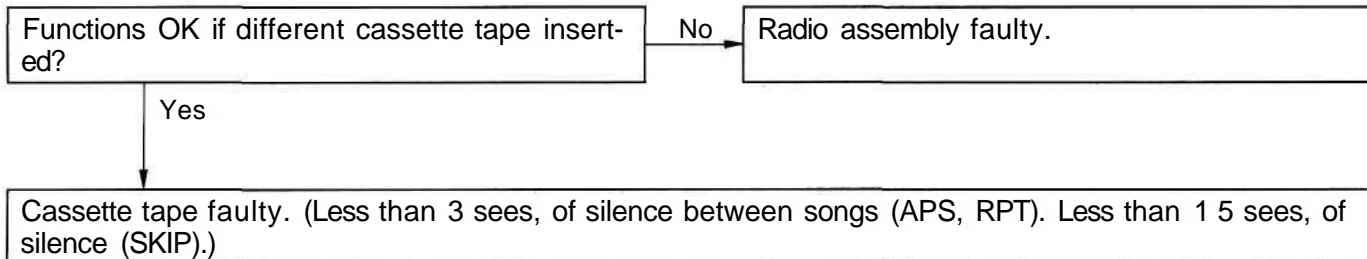 Functions OK if different cassette tape insert-
ed?
No
Radio assembly faulty.
Yes
Cassette tape faulty. (Less than 3 sees, of silence between songs (APS, RPT). Less than 1 5 sees, of
silence (SKIP).)